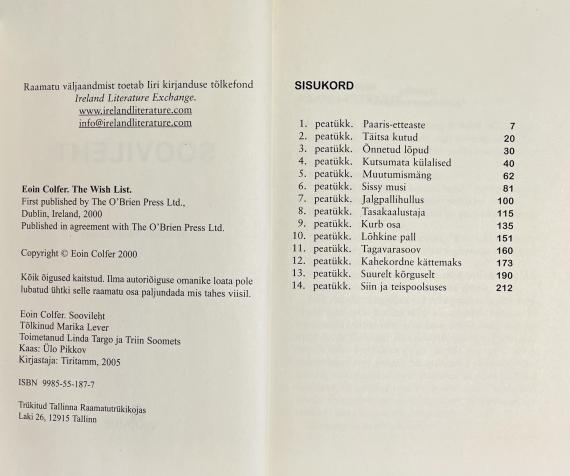 Raamatu väljaandmist toetab Iiri kirjanduse tõlkefond
Ireland Literature Exchange.
www.irelandliterature.com
info@irelandliterature.com
Eoin Colfer. The Wish List.
First published by The O'Brien Press Ltd.,
Dublin, Ireland, 2000
Published in agreement with The O'Brien Press Ltd.
Copyright © Eoin Colfer 2000
Kõik õigused kaitstud. Ilma autoriõiguse omanike loata pole
lubatud ühtki selle raamatu osa paljundada mis tahes viisil.
Eoin Colfer. Soovileht
Tõlkinud Marika Lever
Toimetanud Linda Targo ja Triin Soomets
Kaas: Ülo Pikkov
Kirjastaja: Tiritamm, 2005
ISBN 9985-55-187-7
Trükitud Tallinna Raamatutrükikojas
Laki 26, 12915 Tallinn
SISUKORD
1. peatükk. Paaris-etteaste 7
2. peatükk. Täitsa kutud 20
3. peatükk. Õnnetud lõpud 30
4. peatükk. Kutsumata külalised 40
5. peatükk. Muutumismäng 62
6. peatükk. Sissy musi 81
7. peatükk. Jalgpallihullus 100
8. peatükk. Tasakaalustaja 115
9. peatükk. Kurb osa 135
10. peatükk. Lõhkine pall 151
11. peatükk. Tagavarasoov 160
12. peatükk. Kahekordne kättemaks 173
13. peatükk. Suurelt kõrguselt 190
14. peatükk. Siin ja teispoolsuses 212